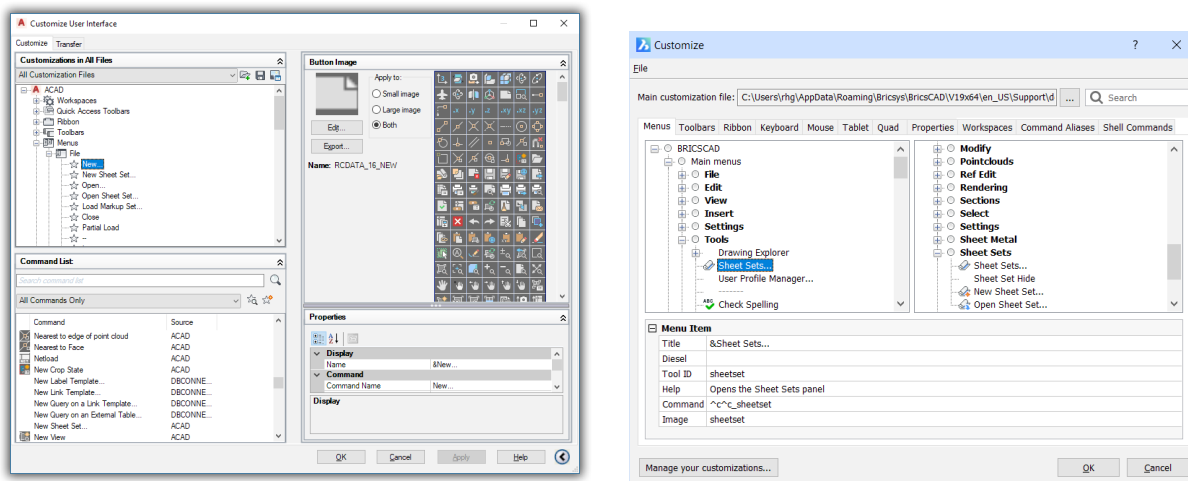 Customize User Interface
Customize Transfer
Customizations in All Files
All Customization Files
ACAD
Workspaces
Quick Access Toolbars
Ribbon
Toolbars
Menus
File
New...
New Sheet Set...
Open...
Open Sheet Set...
Load Markup Set...
Close
Partial Load
--
Command List:
Search command list
All Commands Only
Command Source
Nearest to edge of point cloud ACAD
Nearest to Face ACAD
Netload ACAD
New Crop State ACAD
New Label Template... DBCONNE...
New Link Template... DBCONNE...
New Query on a Link Template... DBCONNE...
New Query on an External Table... DBCONNE...
New Sheet Set... ACAD
New View ACAD
Button Image
Apply to:
Small image
Large image
Both
Edit...
Export...
Name: RCDATA_16_NEW
Properties
Display
Name &New...
Command
Command Name New...
Display
OK Cancel Apply Help
Customize
File
Main customization file: C:\Users\rhg\AppData\Roaming\Bricsys\BricsCAD\V19x64\en_US\Support\d ... Search
Menus Toolbars Ribbon Keyboard Mouse Tablet Quad Properties Workspaces Command Aliases Shell Commands
BRICSCAD
Main menus
File
Edit
View
Insert
Settings
Tools
Drawing Explorer
Sheet Sets...
User Profile Manager...
-------
ABC Check Spelling
Modify
Pointclouds
Ref Edit
Rendering
Sections
Select
Settings
Sheet Metal
Sheet Sets
Sheet Sets...
Sheet Set Hide
New Sheet Set...
Open Sheet Set...
Menu Item
Title &Sheet Sets...
Diesel
Tool ID sheetset
Help Opens the Sheet Sets panel
Command ^c^c_sheetset
Image sheetset
Manage your customizations...
OK Cancel